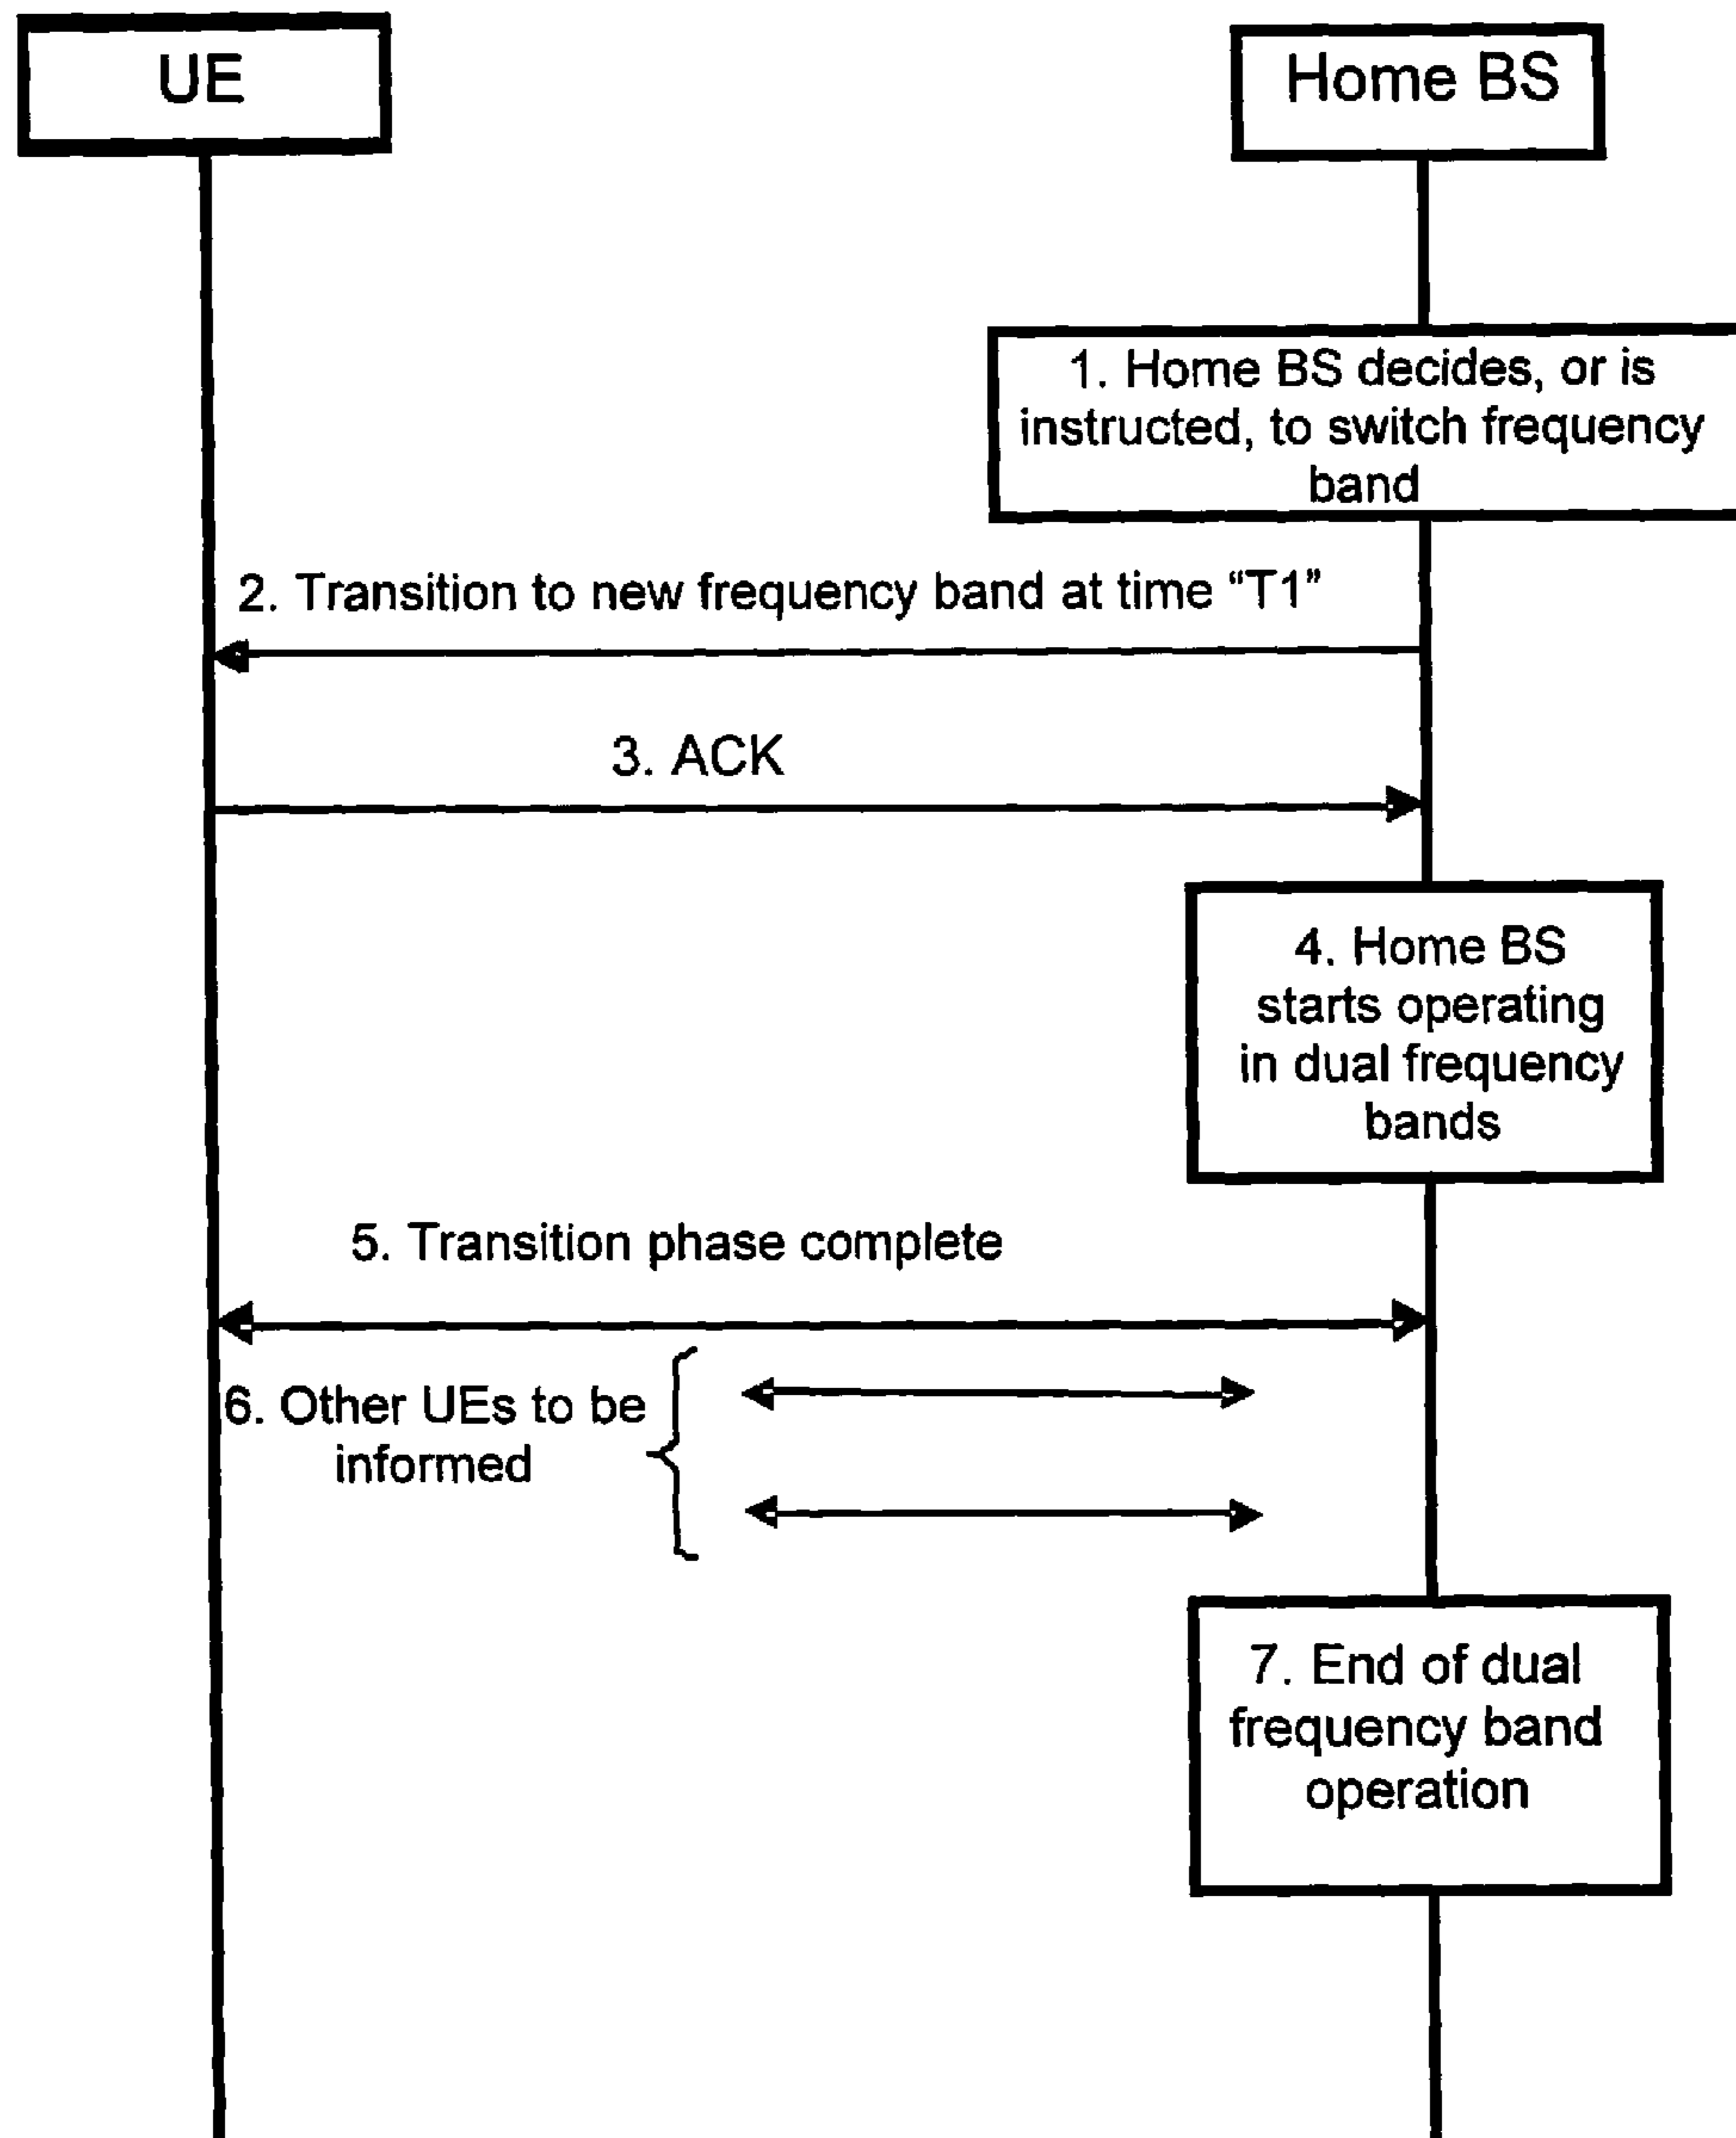 UE
Home BS
1. Home BS decides, or is
instructed, to switch frequency
band
2. Transition to new frequency band at time “T1”
3. ACK
4. Home BS
starts operating
in dual frequency
bands
5. Transition phase complete
6. Other UEs to be
informed
7. End of dual
frequency band
operation